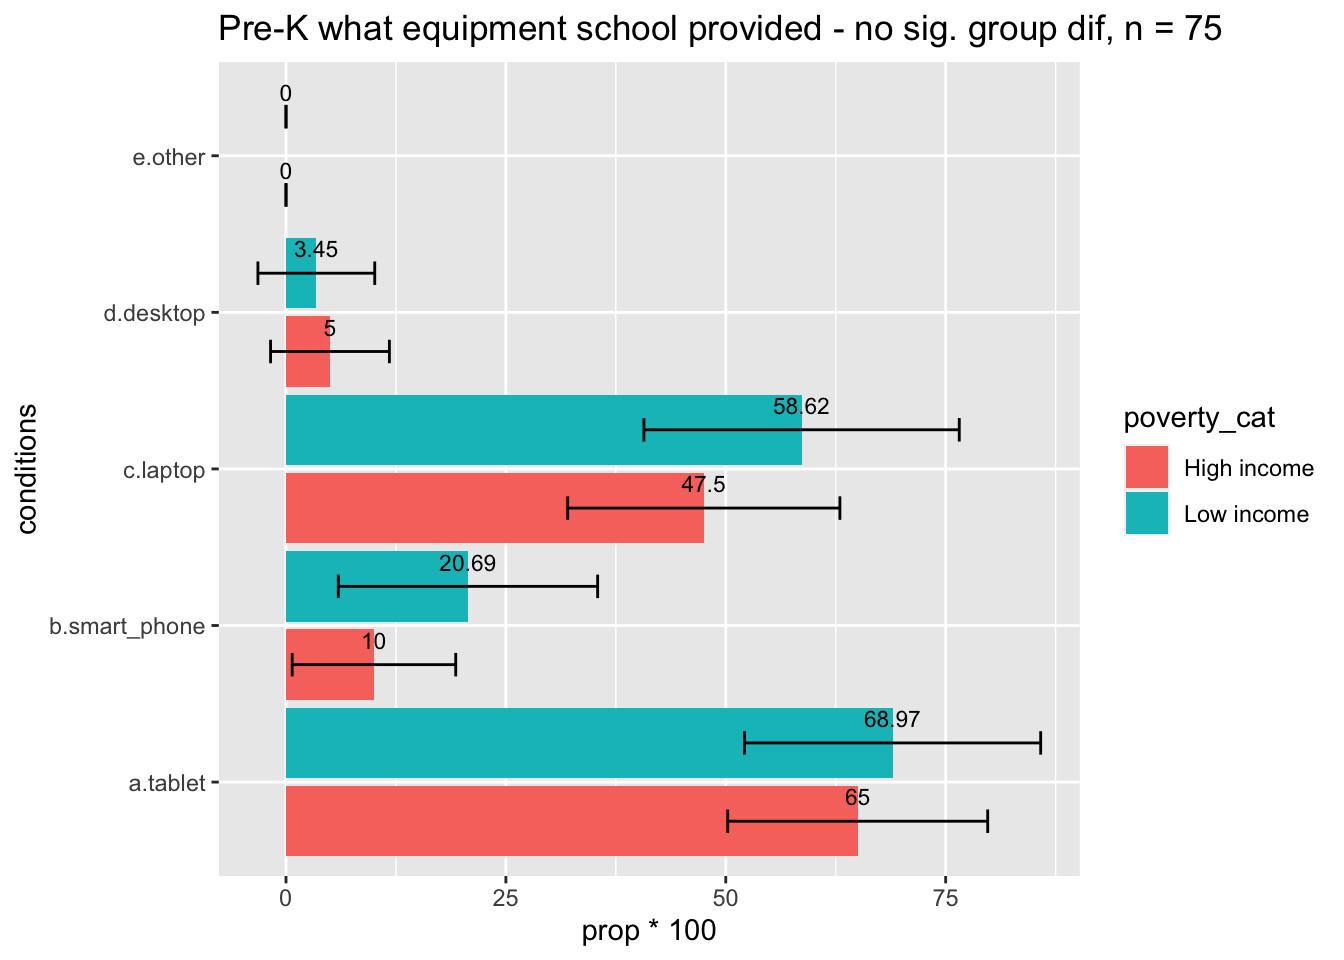 Pre-K what equipment school provided - no sig. group dif, n = 75
0
e.other
0
3.45
d.desktop
5
58.62
c.laptop
47.5
20.69
b.smart_phone
10
68.97
a.tablet
65
0 25 50 75
prop * 100
conditions
poverty_cat
High income
Low income